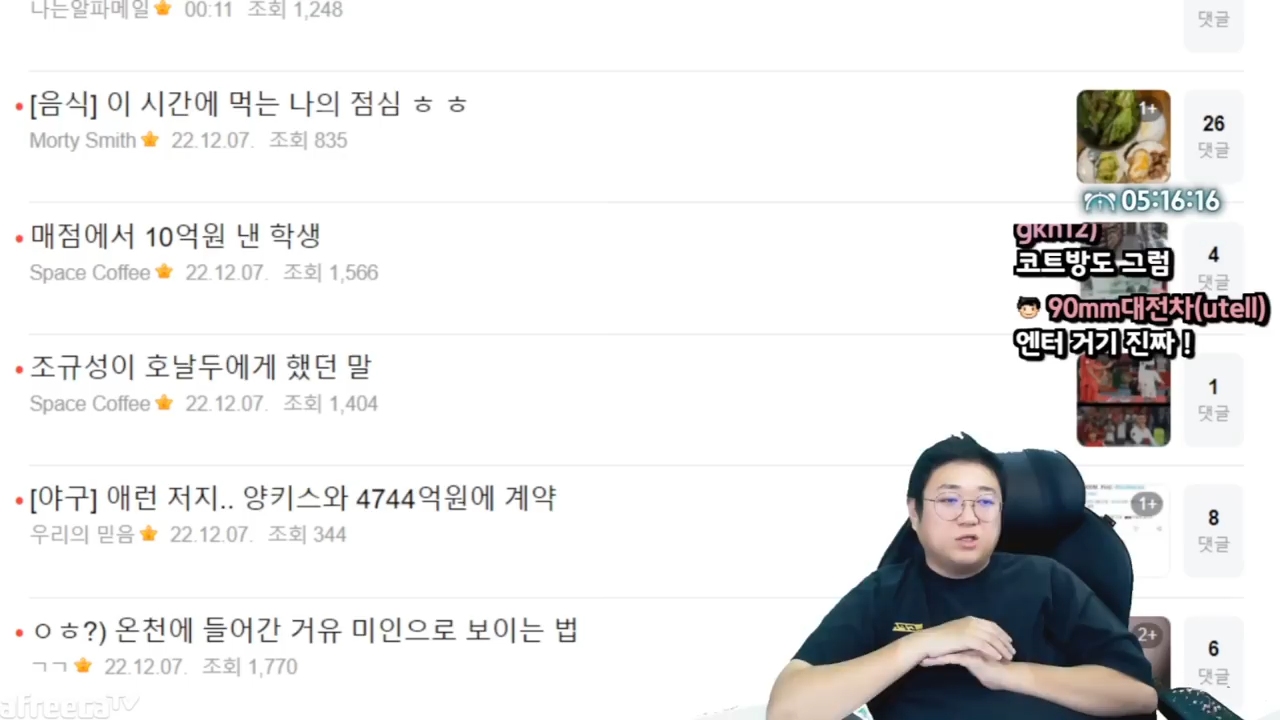 나는알파메일 00:11 조회 1,248
댓글
[음식] 이 시간에 먹는 나의 점심 ㅎ ㅎ
Morty Smith 22.12.07. 조회 835
1+
26
댓글
05:16:16
매점에서 10억원 낸 학생
Space Coffee 22.12.07. 조회 1,566
4
댓글
gkh12)
코트방도 그럼
90mm대전차(utell)
엔터 거기 진짜 !
조규성이 호날두에게 했던 말
Space Coffee 22.12.07. 조회 1,404
1
댓글
[야구] 애런 저지.. 양키스와 4744억원에 계약
우리의 믿음 22.12.07. 조회 344
1+
8
댓글
ㅇㅎ?) 온천에 들어간 거유 미인으로 보이는 법
ㄱㄱ 22.12.07. 조회 1,770
2+
6
댓글
afreecaTV